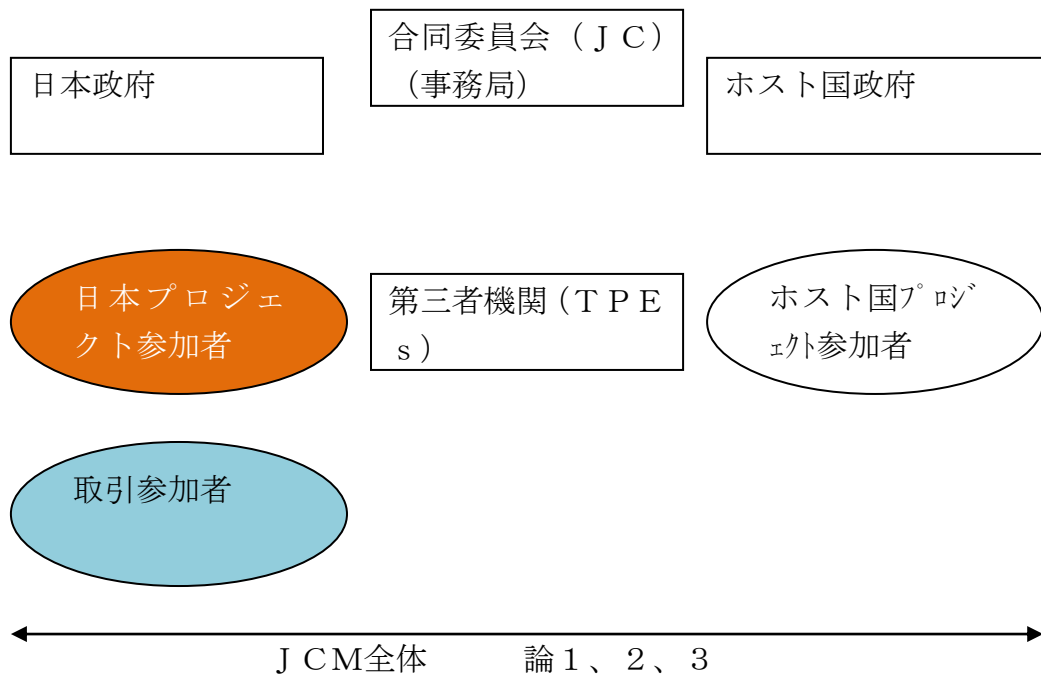 合同委員会（ＪＣ）
（事務局）
日本政府
ホスト国政府
日本プロジェ
クト参加者
第三者機関（ＴＰＥ
ｓ）
ホスト国ﾌﾟﾛｼﾞ
ｪｸﾄ参加者
取引参加者
ＪＣＭ全体　　　論１、２、３